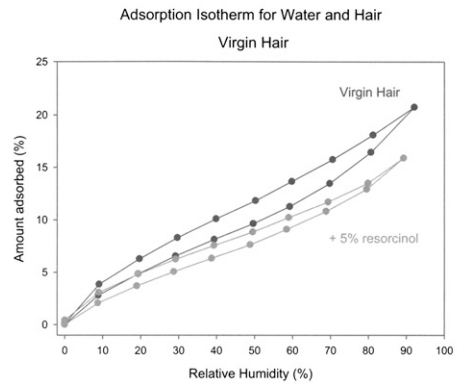 Adsorption Isotherm for Water and Hair
Virgin Hair
25
20
15
10
5
0
Amount adsorbed (%)
Virgin Hair
+ 5% resorcinol
0 10 20 30 40 50 60 70 80 90 100
Relative Humidity (%)